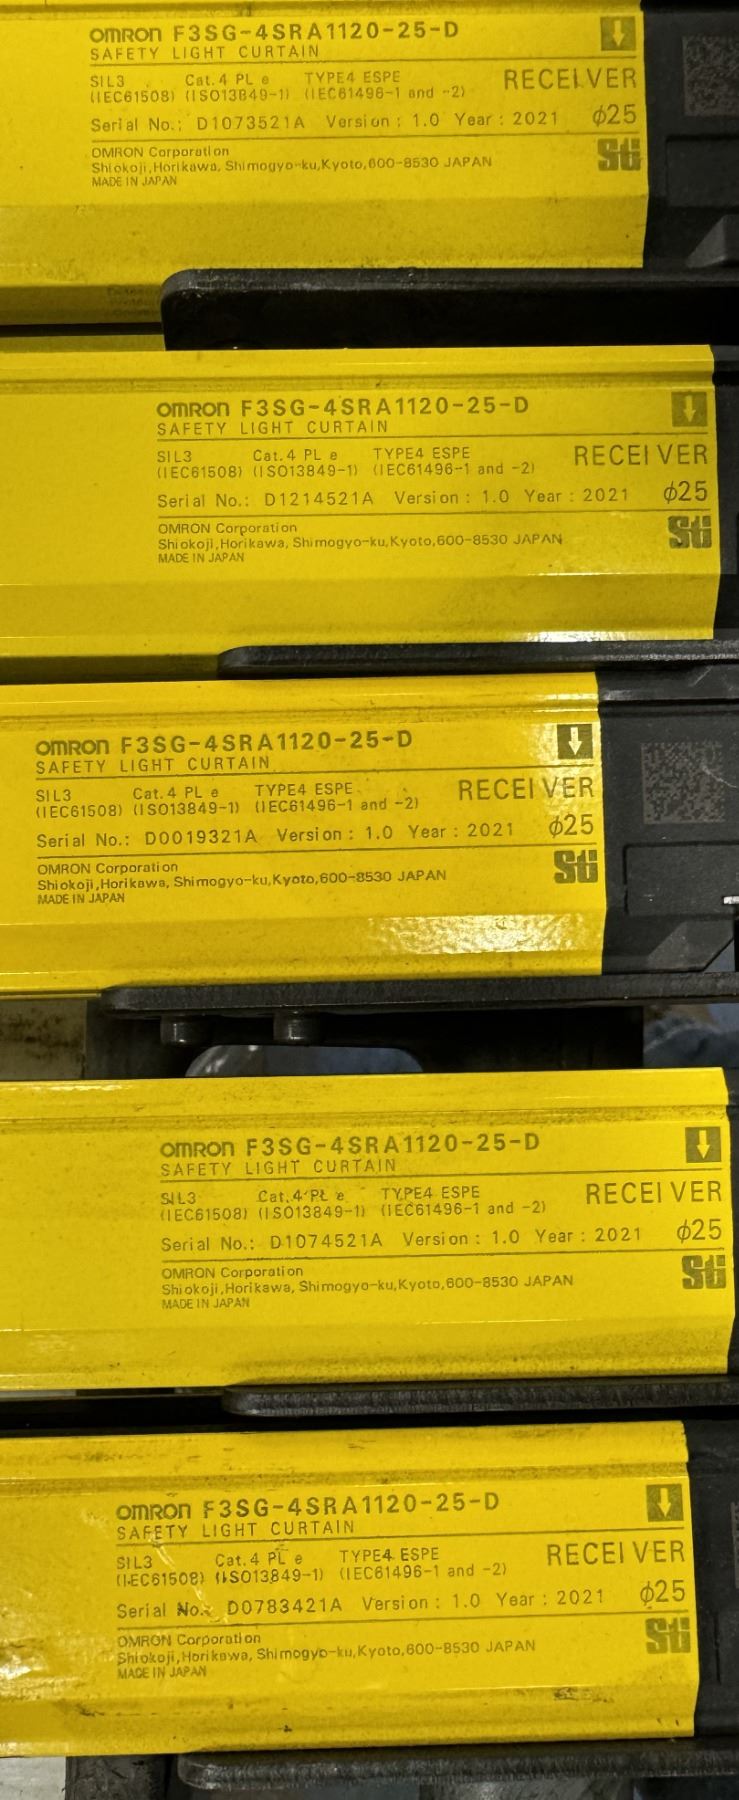 OMRON F3SG-4SRA1120-25-D
SAFETY LIGHT CURTAIN
SIL3 Cat.4 PL e TYPE4 ESPE RECEIVER
(IEC61508) (ISO13849-1) (IEC61496-1 and -2)
Serial No.: D1073521A Version: 1.0 Year: 2021 ϕ25
OMRON Corporation Sti
Shiokoji,Horikawa, Shimogyo-ku,Kyoto,600-8530 JAPAN
MADE IN JAPAN
OMRON F3SG-4SRA1120-25-D
SAFETY LIGHT CURTAIN
SIL3 Cat.4 PL e TYPE4 ESPE RECEIVER
(IEC61508) (ISO13849-1) (IEC61496-1 and -2)
Serial No.: D1214521A Version: 1.0 Year: 2021 ϕ25
OMRON Corporation Sti
Shiokoji,Horikawa, Shimogyo-ku,Kyoto,600-8530 JAPAN
MADE IN JAPAN
OMRON F3SG-4SRA1120-25-D
SAFETY LIGHT CURTAIN
SIL3 Cat.4 PL e TYPE4 ESPE RECEIVER
(IEC61508) (ISO13849-1) (IEC61496-1 and -2)
Serial No.: D0019321A Version: 1.0 Year: 2021 ϕ25
OMRON Corporation Sti
Shiokoji,Horikawa, Shimogyo-ku,Kyoto,600-8530 JAPAN
MADE IN JAPAN
OMRON F3SG-4SRA1120-25-D
SAFETY LIGHT CURTAIN
SIL3 Cat.4 PL e TYPE4 ESPE RECEIVER
(IEC61508) (ISO13849-1) (IEC61496-1 and -2)
Serial No.: D1074521A Version: 1.0 Year: 2021 ϕ25
OMRON Corporation Sti
Shiokoji,Horikawa, Shimogyo-ku,Kyoto,600-8530 JAPAN
MADE IN JAPAN
OMRON F3SG-4SRA1120-25-D
SAFETY LIGHT CURTAIN
SIL3 Cat.4 PL e TYPE4 ESPE RECEIVER
(IEC61508) (ISO13849-1) (IEC61496-1 and -2)
Serial No.: D0783421A Version: 1.0 Year: 2021 ϕ25
OMRON Corporation Sti
Shiokoji,Horikawa, Shimogyo-ku,Kyoto,600-8530 JAPAN
MADE IN JAPAN